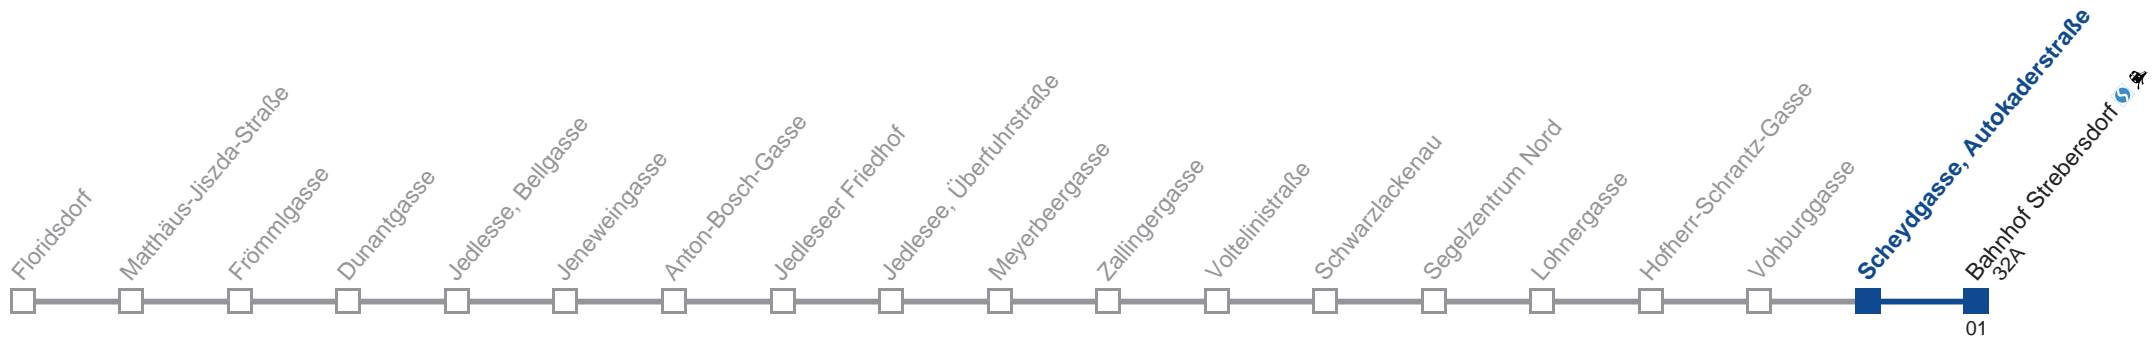 Floridsdorf
Matthäus-Jiszda-Straße
Frömmlgasse
Dunantgasse
Jedlesse, Bellgasse
Jeneweingasse
Anton-Bosch-Gasse
Jedleseer Friedhof
Jedlesee, Überfuhrstraße
Meyerbeergasse
Zallingergasse
Voltelinistraße
Schwarzlackenau
Segelzentrum Nord
Lohnergasse
Hofherr-Schrantz-Gasse
Vohburggasse
Scheydgasse, Autokaderstraße
Bahnhof Strebersdorf
32A
01